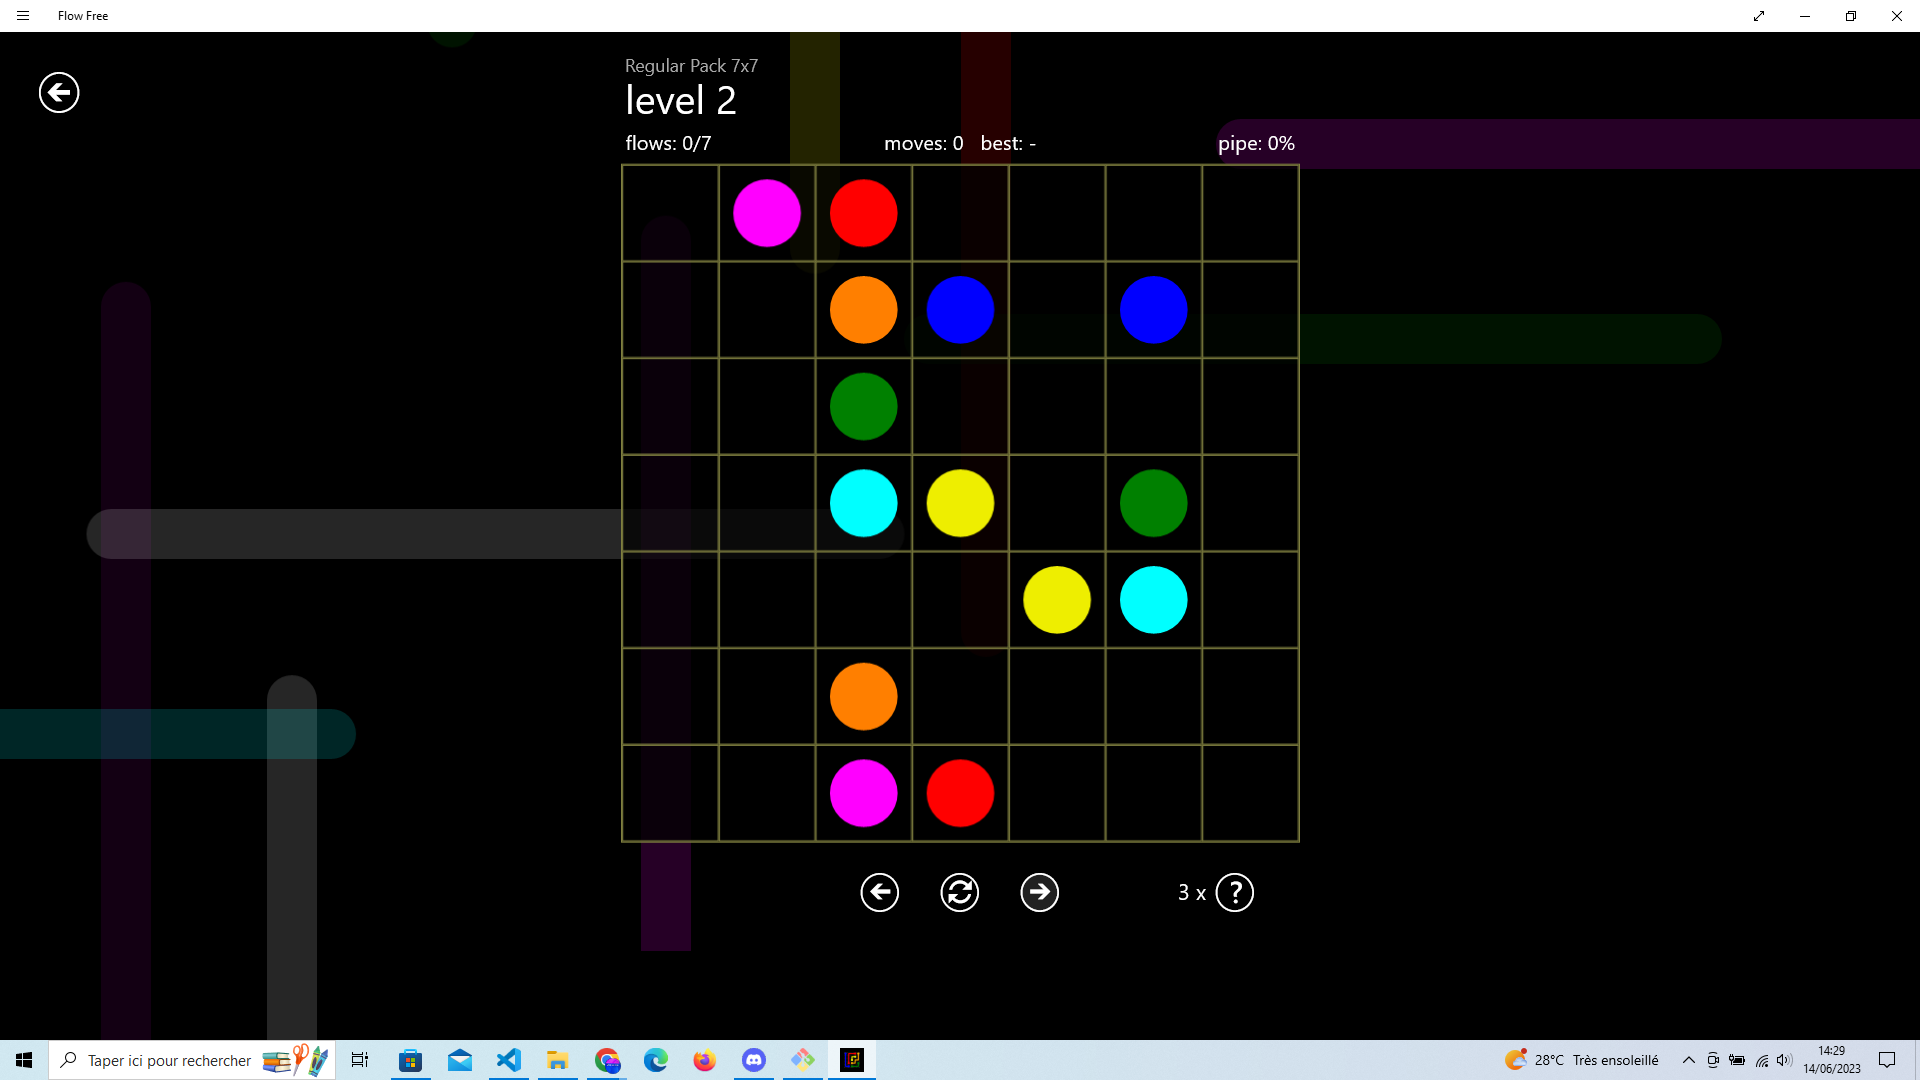 Flow Free
Regular Pack 7x7
level 2
flows: 0/7 moves: 0 best: - pipe: 0%
3 x ?
Taper ici pour rechercher
28°C Très ensoleillé
14:29
14/06/2023